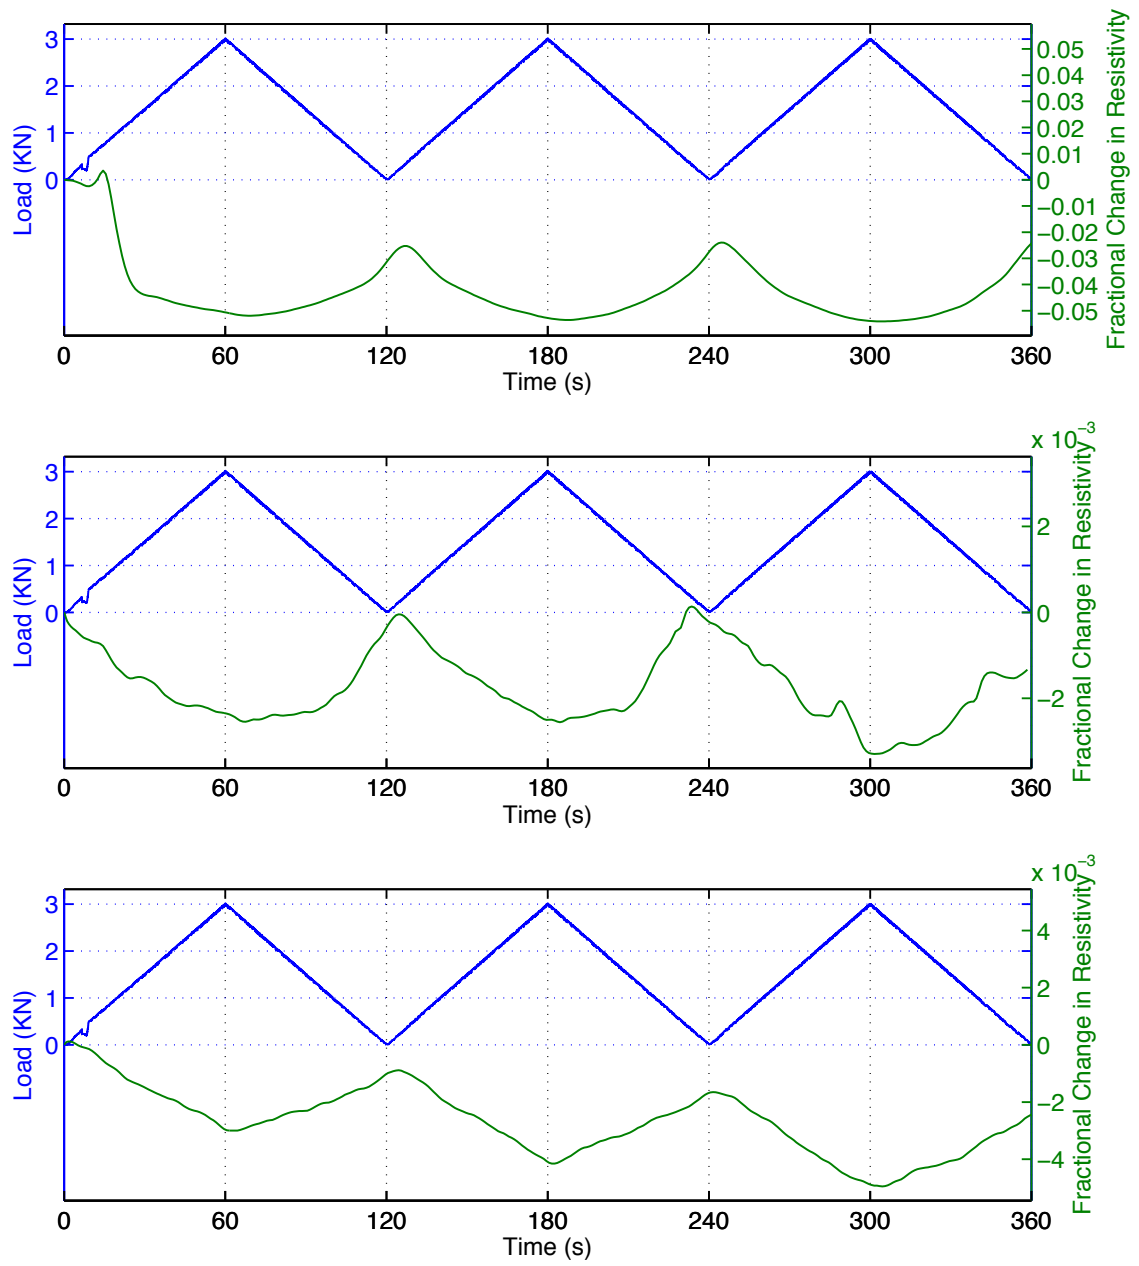 Load (KN)
3
2
1
0
0.05
0.04
0.03
0.02
0.01
0
−0.01
−0.02
−0.03
−0.04
−0.05
Fractional Change in Resistivity
0 60 120 180 240 300 360
Time (s)
x 10−3
Load (KN)
3
2
1
0
2
0
−2
Fractional Change in Resistivity
0 60 120 180 240 300 360
Time (s)
x 10−3
Load (KN)
3
2
1
0
4
2
0
−2
−4
Fractional Change in Resistivity
0 60 120 180 240 300 360
Time (s)